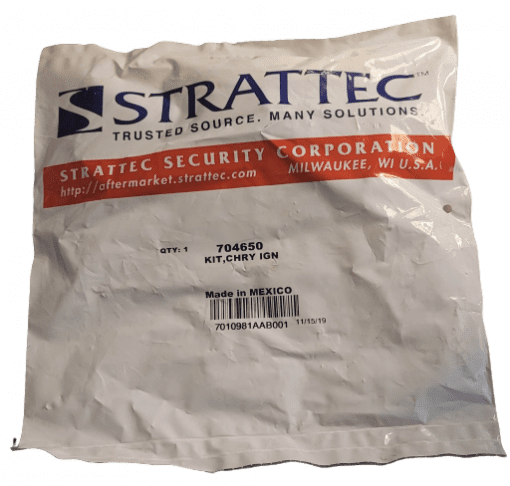 STRATTEC™
TRUSTED SOURCE. MANY SOLUTIONS.
STRATTEC SECURITY CORPORATION
http://aftermarket.strattec.com MILWAUKEE, WI U.S.A.
QTY: 1 704650
KIT,CHRY IGN
Made in MEXICO
7010981AAB001 11/15/19